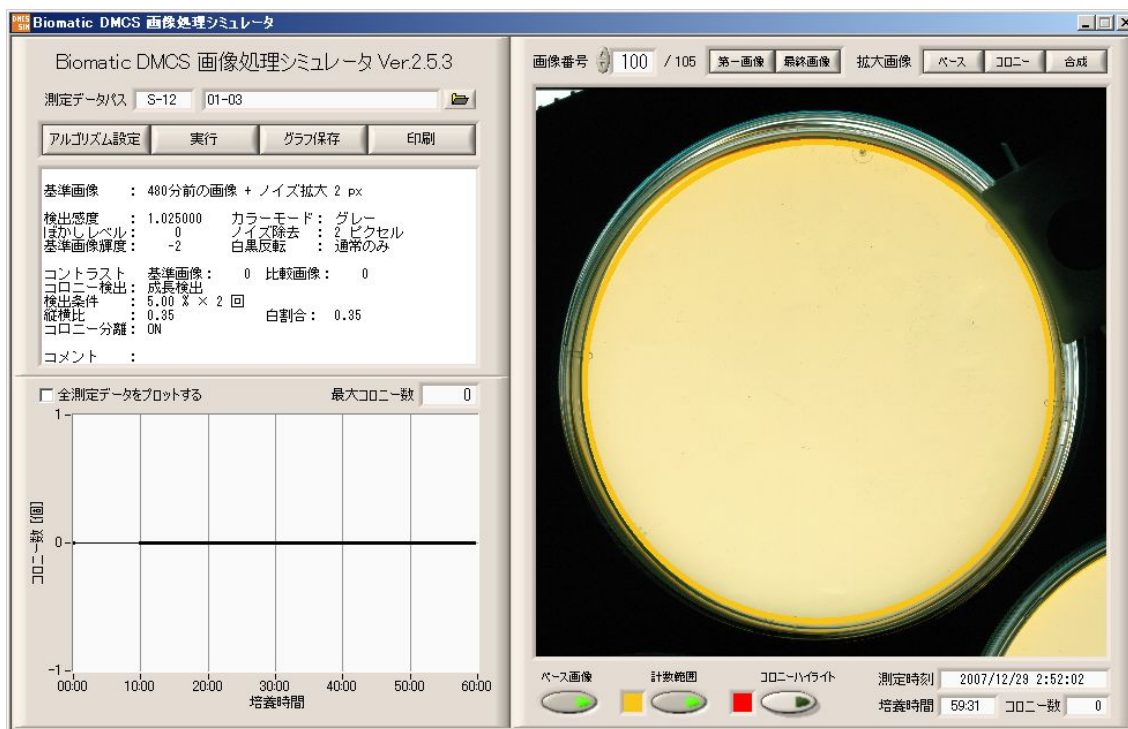 Biomatic DMCS 画像処理シミュレータ
Biomatic DMCS 画像処理シミュレータ Ver.2.5.3
測定データパス S-12 01-03
アルゴリズム設定 実行 グラフ保存 印刷
基準画像 : 480分前の画像 + ノイズ拡大 2 px
検出感度 : 1.025000 カラーモード: グレー
ぼかしレベル: 0 ノイズ除去 : 2 ピクセル
基準画像輝度: -2 白黒反転 : 通常のみ
コントラスト 基準画像: 0 比較画像: 0
コロニー検出: 成長検出
検出条件 : 5.00 % × 2 回
縦横比 : 0.35 白割合: 0.35
コロニー分離: ON
コメント :
全測定データをプロットする 最大コロニー数 0
1
0
-1
コロニー数 [個]
00:00 10:00 20:00 30:00 40:00 50:00 60:00
培養時間
画像番号 100 / 105 第一画像 最終画像 拡大画像 ベース コロニー 合成
ベース画像 計数範囲 コロニーハイライト
測定時刻 2007/12/29 2:52:02
培養時間 59:31 コロニー数 0